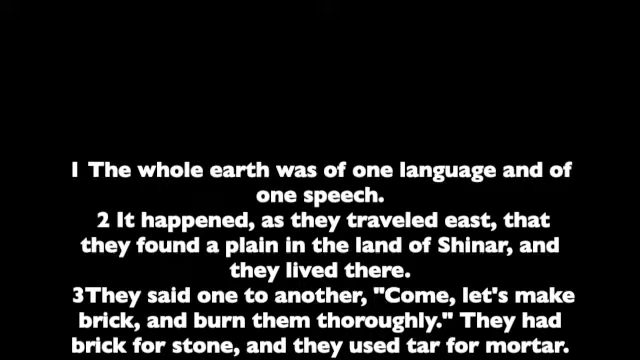 1 The whole earth was of one language and of
one speech.
2 It happened, as they traveled east, that
they found a plain in the land of Shinar, and
they lived there.
3They said one to another, "Come, let's make
brick, and burn them thoroughly." They had
brick for stone, and they used tar for mortar.